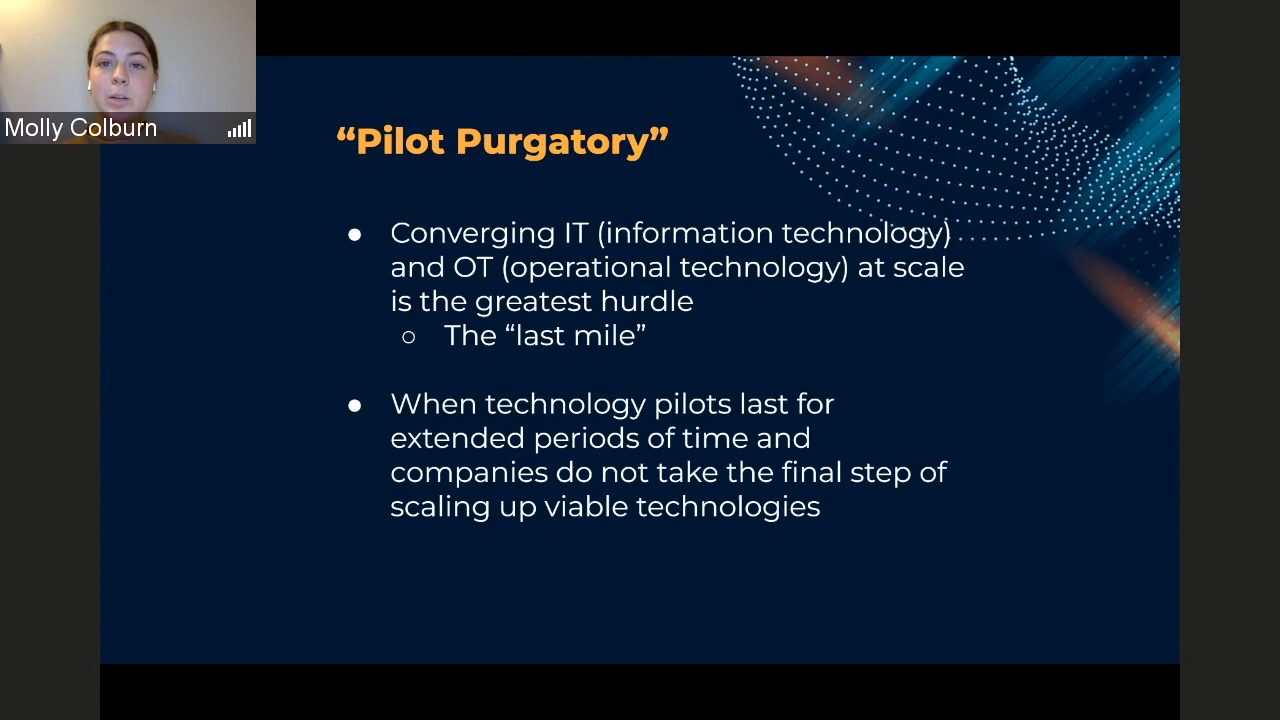 Molly Colburn
“Pilot Purgatory”
● Converging IT (information technology)
and OT (operational technology) at scale
is the greatest hurdle
○ The “last mile”
● When technology pilots last for
extended periods of time and
companies do not take the final step of
scaling up viable technologies